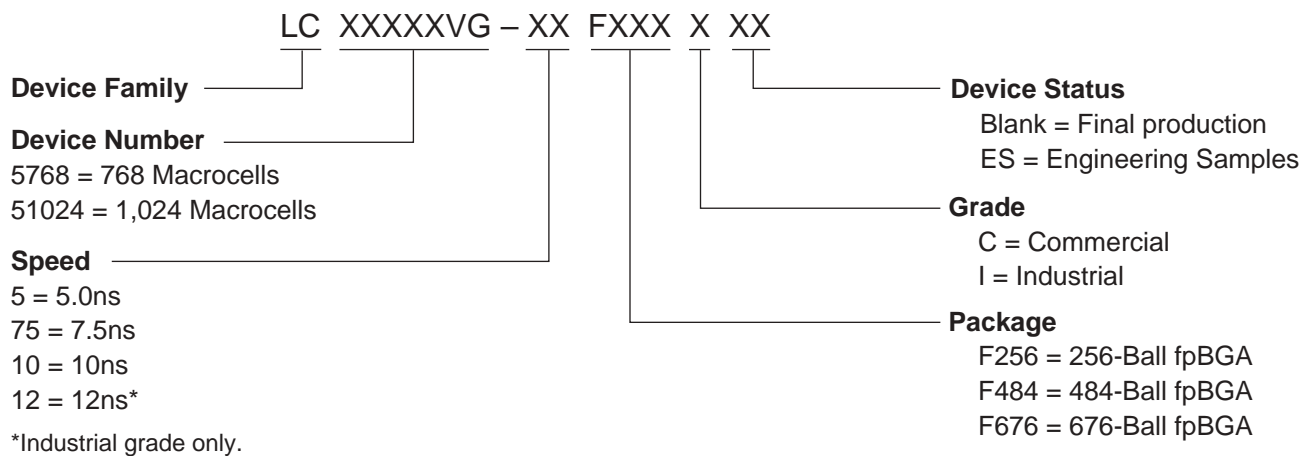 LC XXXXXVG – XX FXXX X XX
Device Family
Device Number
5768 = 768 Macrocells
51024 = 1,024 Macrocells
Speed
5 = 5.0ns
75 = 7.5ns
10 = 10ns
12 = 12ns*
*Industrial grade only.
Device Status
Blank = Final production
ES = Engineering Samples
Grade
C = Commercial
I = Industrial
Package
F256 = 256-Ball fpBGA
F484 = 484-Ball fpBGA
F676 = 676-Ball fpBGA